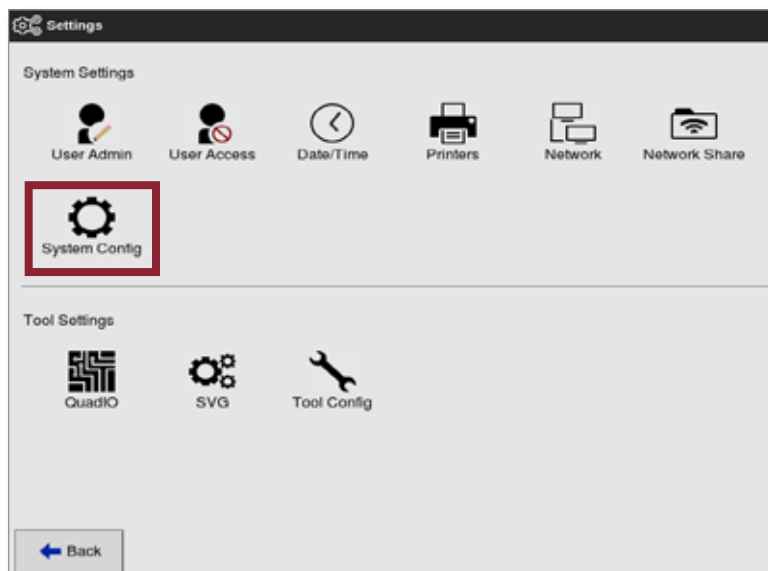 Settings
System Settings
User Admin User Access Date/Time Printers Network Network Share
System Config
Tool Settings
QuadIO SVG Tool Config
Back